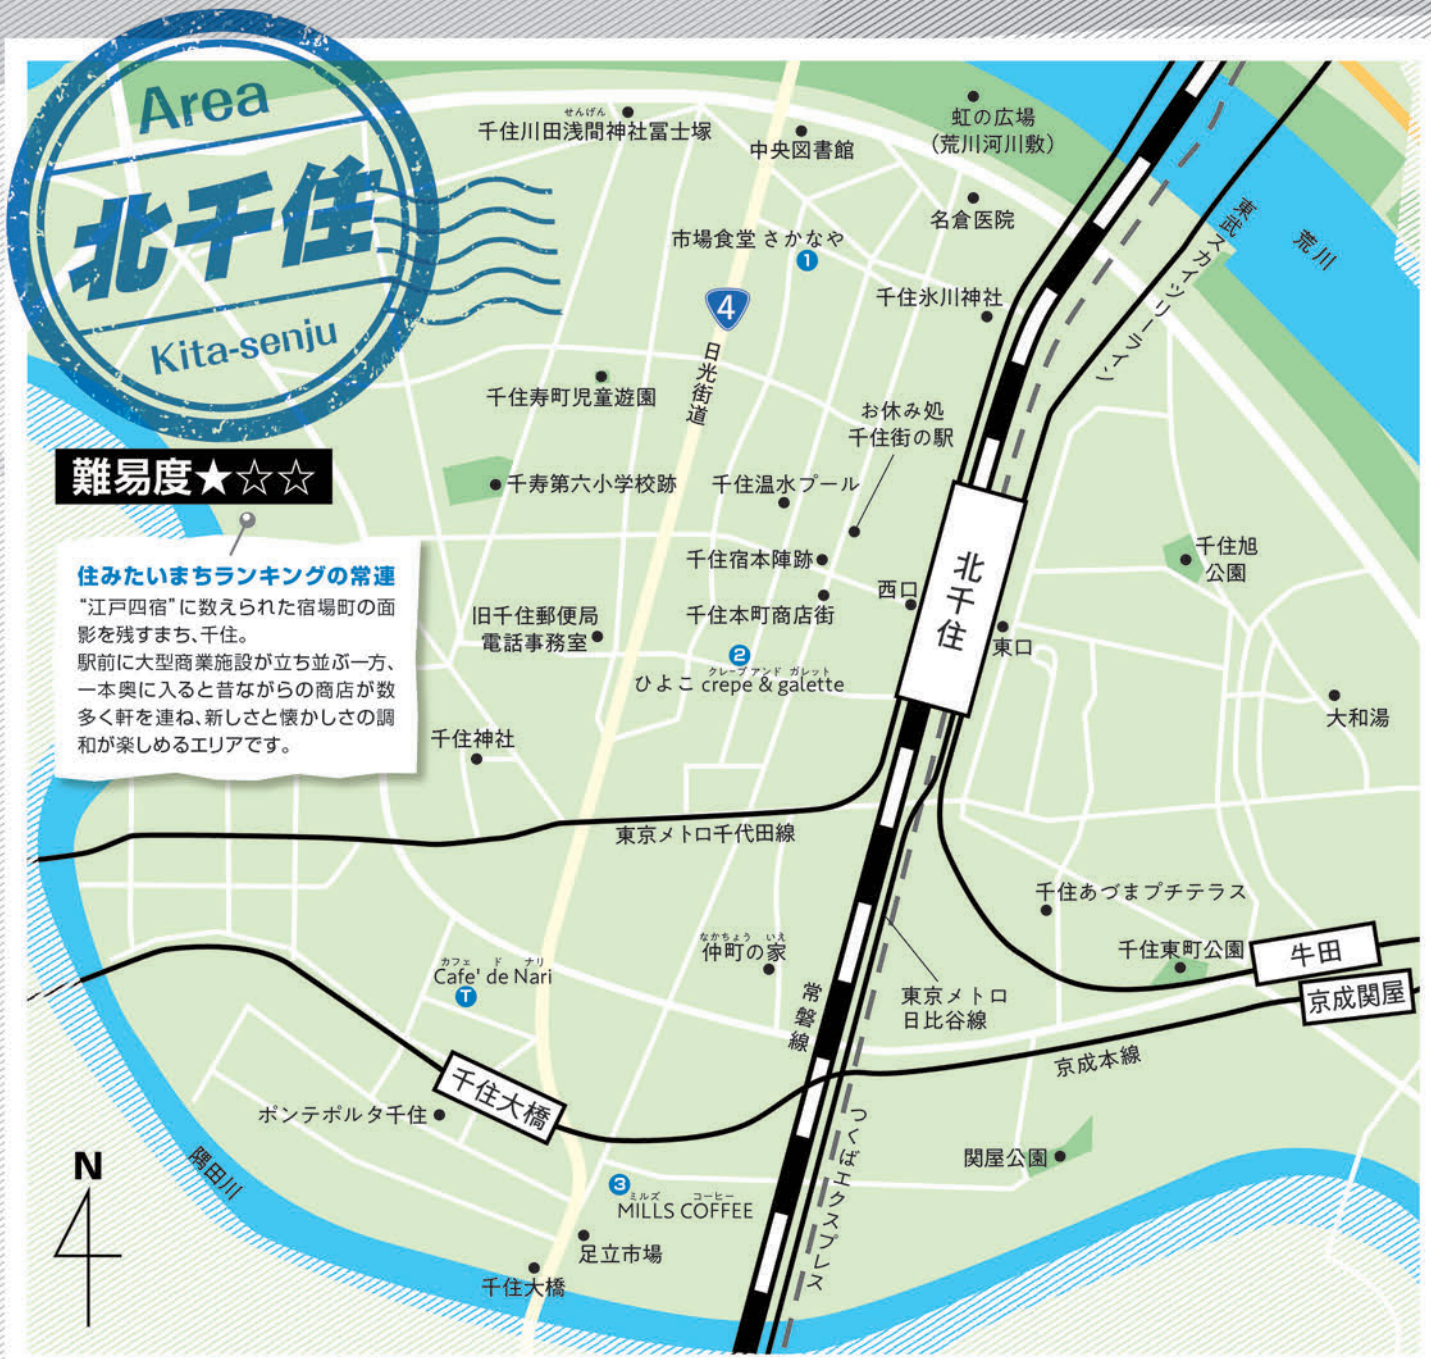 Area
北千住
Kita-senju
難易度★☆☆
住みたいまちランキングの常連
“江戸四宿”に数えられた宿場町の面
影を残すまち、千住。
駅前に大型商業施設が立ち並ぶ一方、
一本奥に入ると昔ながらの商店が数
多く軒を連ね、新しさと懐かしさの調
和が楽しめるエリアです。
せんげん
千住川田浅間神社冨士塚
中央図書館
虹の広場
(荒川河川敷)
名倉医院
市場食堂 さかなや
1
千住氷川神社
4
日光街道
東武スカイツリーライン
荒川
千住寿町児童遊園
お休み処
千住街の駅
千寿第六小学校跡
千住温水プール
千住宿本陣跡
西口
北千住
東口
千住旭
公園
旧千住郵便局
電話事務室
千住本町商店街
2
クレープ アンド ガレット
ひよこ crepe & galette
大和湯
千住神社
東京メトロ千代田線
千住あづまプチテラス
なかちょう いえ
仲町の家
千住東町公園
牛田
京成関屋
カフェ ド ナリ
Cafe' de Nari
T
常磐線
東京メトロ
日比谷線
京成本線
千住大橋
ポンテポルタ千住
つくばエクスプレス
関屋公園
隅田川
3
ミルズ コーヒー
MILLS COFFEE
足立市場
千住大橋
N